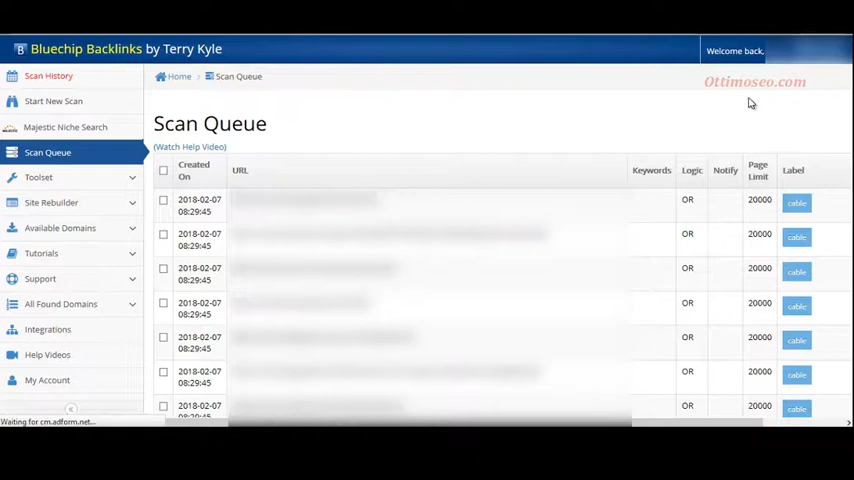 B Bluechip Backlinks by Terry Kyle
Welcome back,
Scan History
Home > Scan Queue
Ottimoseo.com
Start New Scan
Majestic Niche Search
Scan Queue
Scan Queue
(Watch Help Video)
Created On URL Keywords Logic Notify Page Limit Label
Toolset
Site Rebuilder
Available Domains
Tutorials
Support
All Found Domains
Integrations
Help Videos
My Account
2018-02-07 08:29:45 OR 20000 cable
2018-02-07 08:29:45 OR 20000 cable
2018-02-07 08:29:45 OR 20000 cable
2018-02-07 08:29:45 OR 20000 cable
2018-02-07 08:29:45 OR 20000 cable
2018-02-07 08:29:45 OR 20000 cable
2018-02-07 08:29:45 OR 20000 cable
Waiting for cm.adform.net...